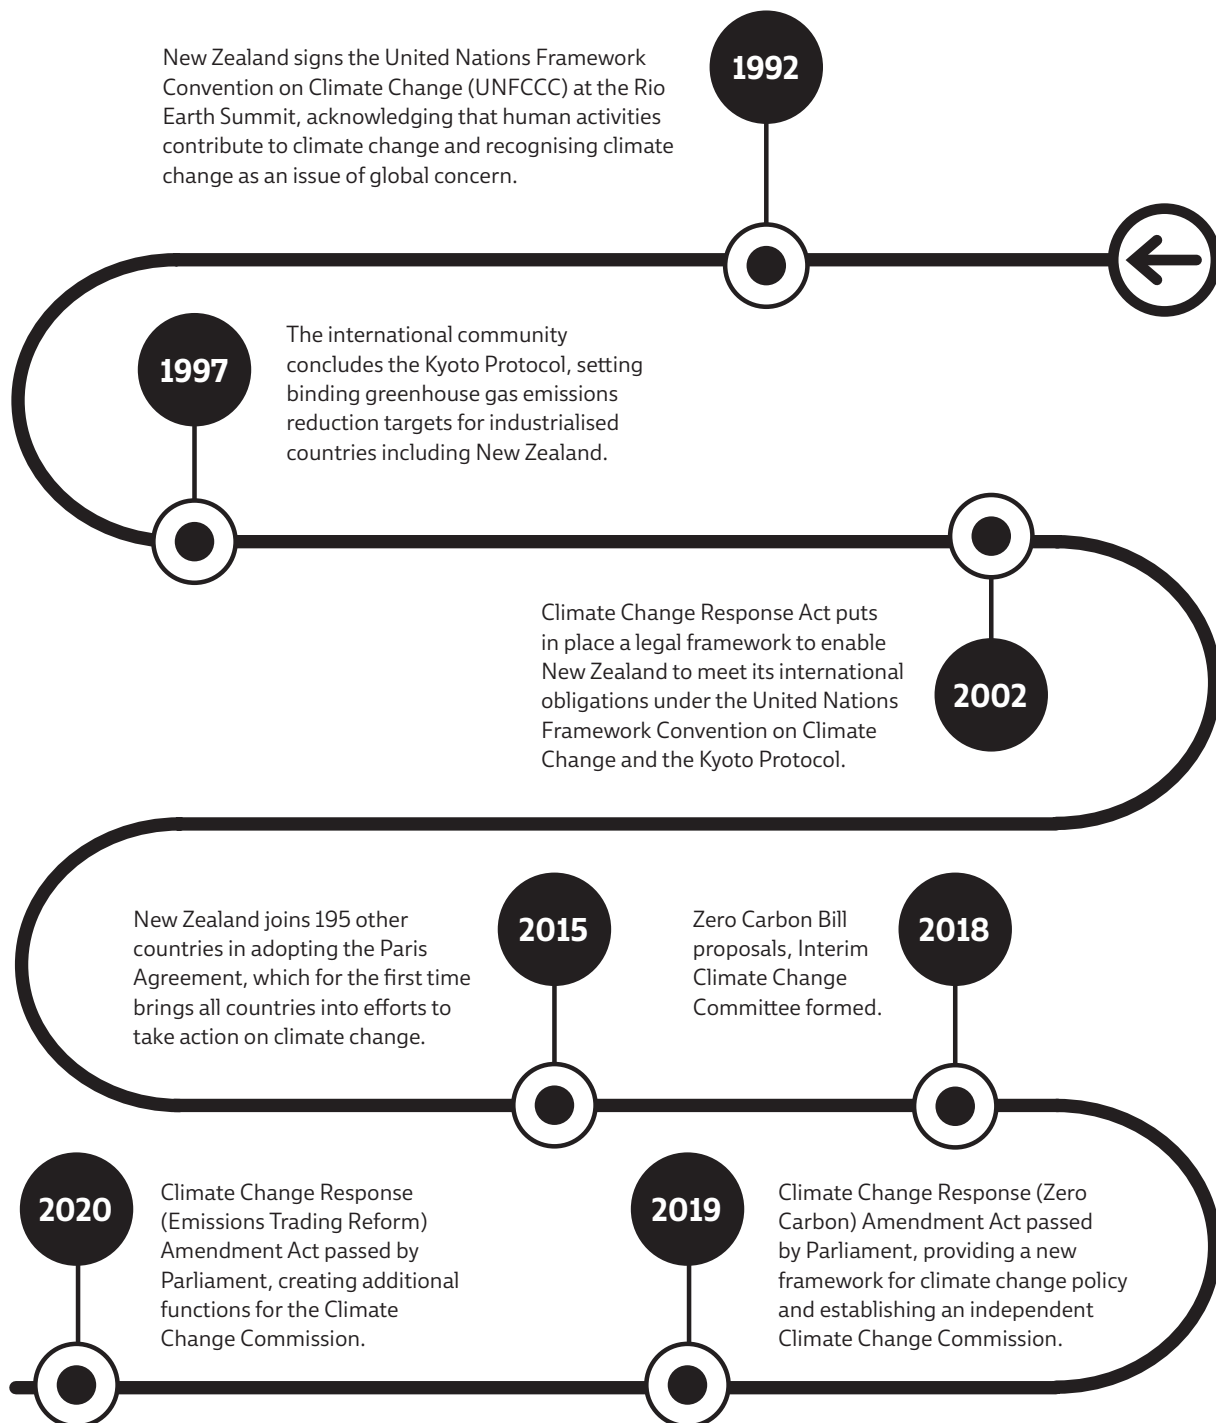 New Zealand signs the United Nations Framework
Convention on Climate Change (UNFCCC) at the Rio
Earth Summit, acknowledging that human activities
contribute to climate change and recognising climate
change as an issue of global concern.
1992
1997
The international community
concludes the Kyoto Protocol, setting
binding greenhouse gas emissions
reduction targets for industrialised
countries including New Zealand.
Climate Change Response Act puts
in place a legal framework to enable
New Zealand to meet its international
obligations under the United Nations
Framework Convention on Climate
Change and the Kyoto Protocol.
2002
New Zealand joins 195 other
countries in adopting the Paris
Agreement, which for the first time
brings all countries into efforts to
take action on climate change.
2015
Zero Carbon Bill
proposals, Interim
Climate Change
Committee formed.
2018
2019
Climate Change Response (Zero
Carbon) Amendment Act passed
by Parliament, providing a new
framework for climate change policy
and establishing an independent
Climate Change Commission.
2020
Climate Change Response
(Emissions Trading Reform)
Amendment Act passed by
Parliament, creating additional
functions for the Climate
Change Commission.